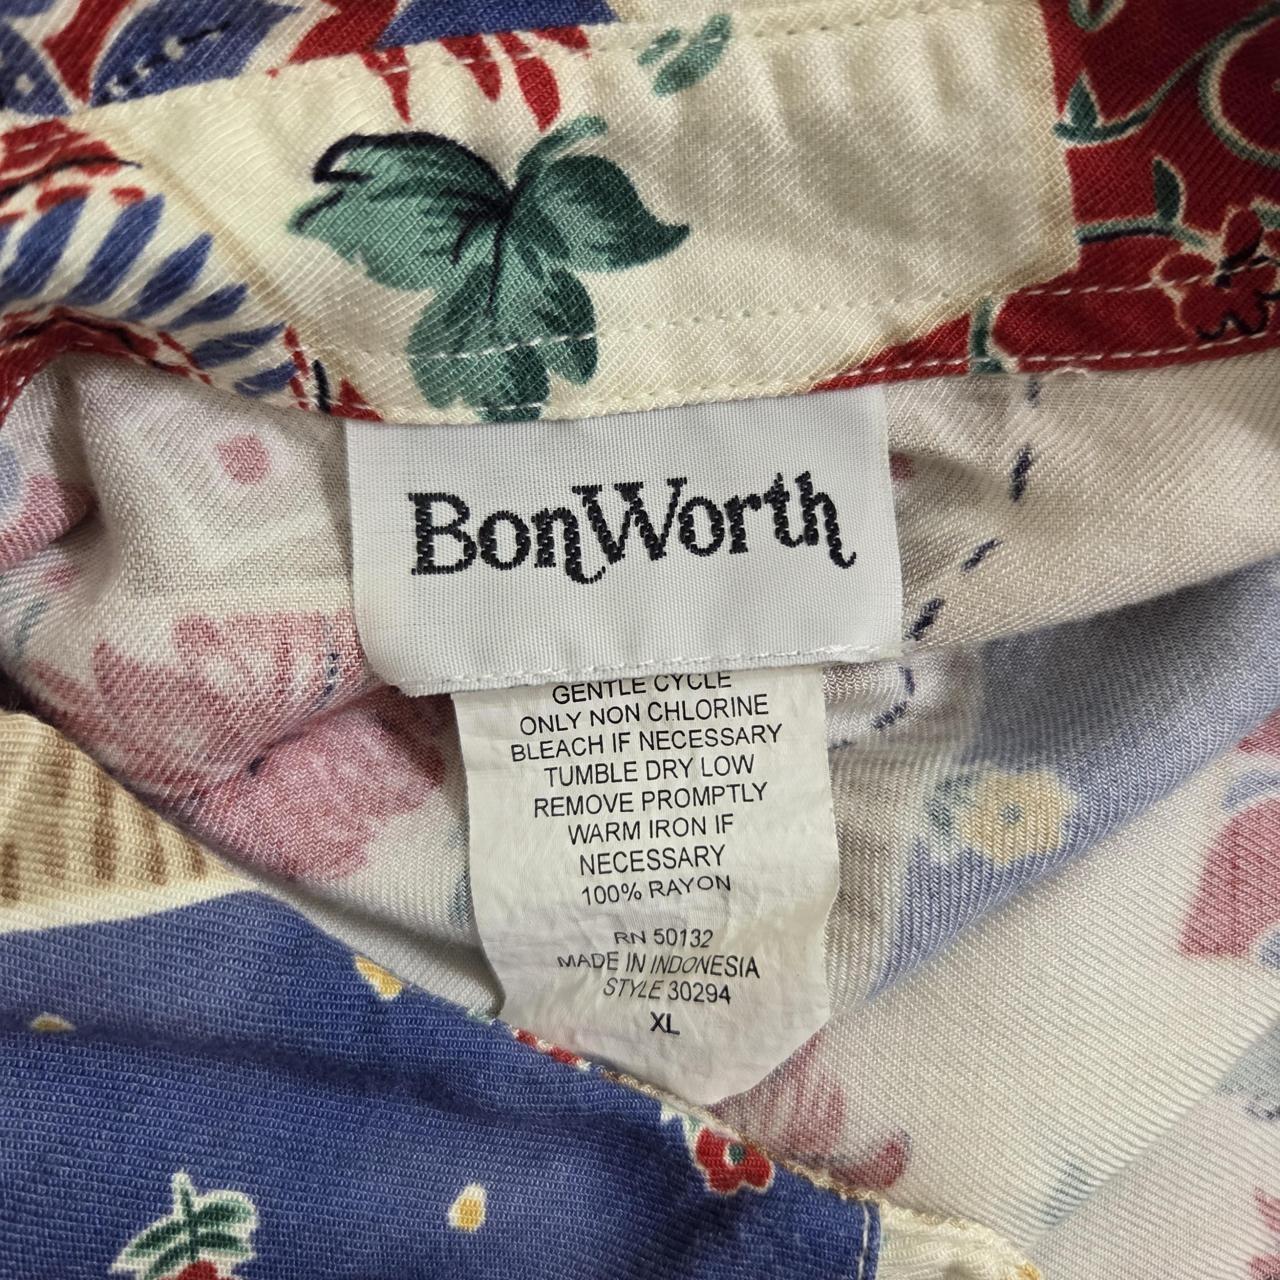 BonWorth
GENTLE CYCLE
ONLY NON CHLORINE
BLEACH IF NECESSARY
TUMBLE DRY LOW
REMOVE PROMPTLY
WARM IRON IF
NECESSARY
100% RAYON
RN 50132
MADE IN INDONESIA
STYLE 30294
XL